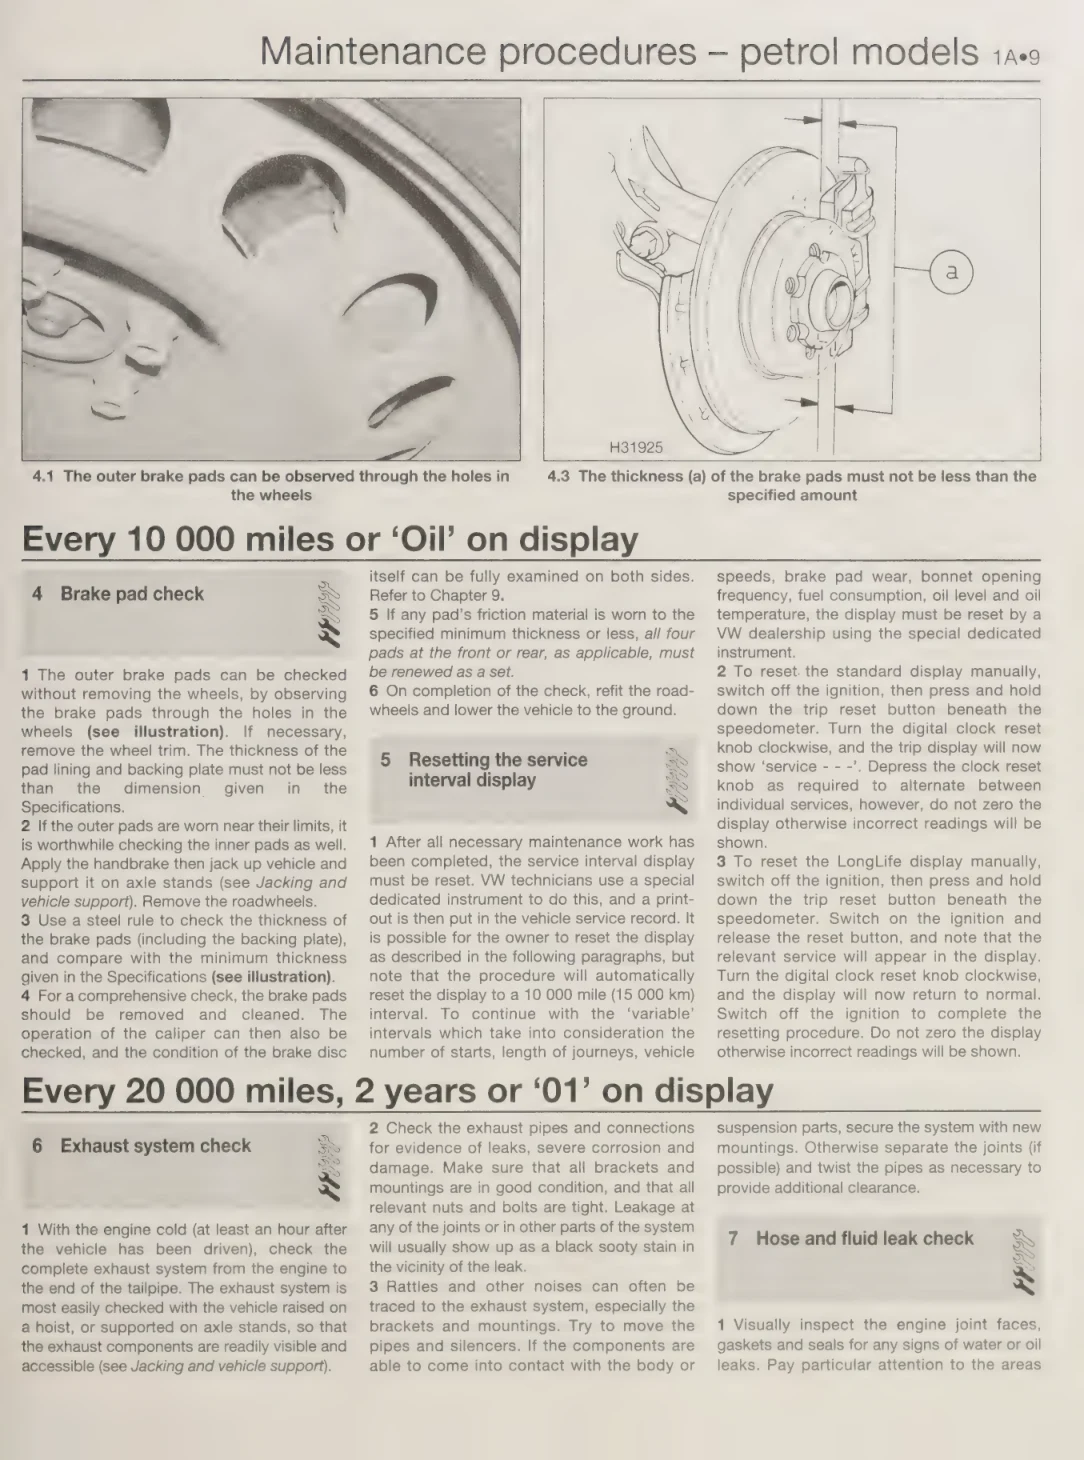 Maintenance procedures – petrol models 1A•9
H31925
a
4.1 The outer brake pads can be observed through the holes in
the wheels
4.3 The thickness (a) of the brake pads must not be less than the
specified amount
Every 10 000 miles or ‘Oil’ on display
4 Brake pad check
1 The outer brake pads can be checked
without removing the wheels, by observing
the brake pads through the holes in the
wheels (see illustration). If necessary,
remove the wheel trim. The thickness of the
pad lining and backing plate must not be less
than the dimension given in the
Specifications.
2 If the outer pads are worn near their limits, it
is worthwhile checking the inner pads as well.
Apply the handbrake then jack up vehicle and
support it on axle stands (see Jacking and
vehicle support). Remove the roadwheels.
3 Use a steel rule to check the thickness of
the brake pads (including the backing plate),
and compare with the minimum thickness
given in the Specifications (see illustration).
4 For a comprehensive check, the brake pads
should be removed and cleaned. The
operation of the caliper can then also be
checked, and the condition of the brake disc
itself can be fully examined on both sides.
Refer to Chapter 9.
5 If any pad’s friction material is worn to the
specified minimum thickness or less, all four
pads at the front or rear, as applicable, must
be renewed as a set.
6 On completion of the check, refit the road-
wheels and lower the vehicle to the ground.
5 Resetting the service
interval display
1 After all necessary maintenance work has
been completed, the service interval display
must be reset. VW technicians use a special
dedicated instrument to do this, and a print-
out is then put in the vehicle service record. It
is possible for the owner to reset the display
as described in the following paragraphs, but
note that the procedure will automatically
reset the display to a 10 000 mile (15 000 km)
interval. To continue with the ‘variable’
intervals which take into consideration the
number of starts, length of journeys, vehicle
speeds, brake pad wear, bonnet opening
frequency, fuel consumption, oil level and oil
temperature, the display must be reset by a
VW dealership using the special dedicated
instrument.
2 To reset the standard display manually,
switch off the ignition, then press and hold
down the trip reset button beneath the
speedometer. Turn the digital clock reset
knob clockwise, and the trip display will now
show ‘service - - -’. Depress the clock reset
knob as required to alternate between
individual services, however, do not zero the
display otherwise incorrect readings will be
shown.
3 To reset the LongLife display manually,
switch off the ignition, then press and hold
down the trip reset button beneath the
speedometer. Switch on the ignition and
release the reset button, and note that the
relevant service will appear in the display.
Turn the digital clock reset knob clockwise,
and the display will now return to normal.
Switch off the ignition to complete the
resetting procedure. Do not zero the display
otherwise incorrect readings will be shown.
Every 20 000 miles, 2 years or ‘01’ on display
6 Exhaust system check
1 With the engine cold (at least an hour after
the vehicle has been driven), check the
complete exhaust system from the engine to
the end of the tailpipe. The exhaust system is
most easily checked with the vehicle raised on
a hoist, or supported on axle stands, so that
the exhaust components are readily visible and
accessible (see Jacking and vehicle support).
2 Check the exhaust pipes and connections
for evidence of leaks, severe corrosion and
damage. Make sure that all brackets and
mountings are in good condition, and that all
relevant nuts and bolts are tight. Leakage at
any of the joints or in other parts of the system
will usually show up as a black sooty stain in
the vicinity of the leak.
3 Rattles and other noises can often be
traced to the exhaust system, especially the
brackets and mountings. Try to move the
pipes and silencers. If the components are
able to come into contact with the body or
suspension parts, secure the system with new
mountings. Otherwise separate the joints (if
possible) and twist the pipes as necessary to
provide additional clearance.
7 Hose and fluid leak check
1 Visually inspect the engine joint faces,
gaskets and seals for any signs of water or oil
leaks. Pay particular attention to the areas